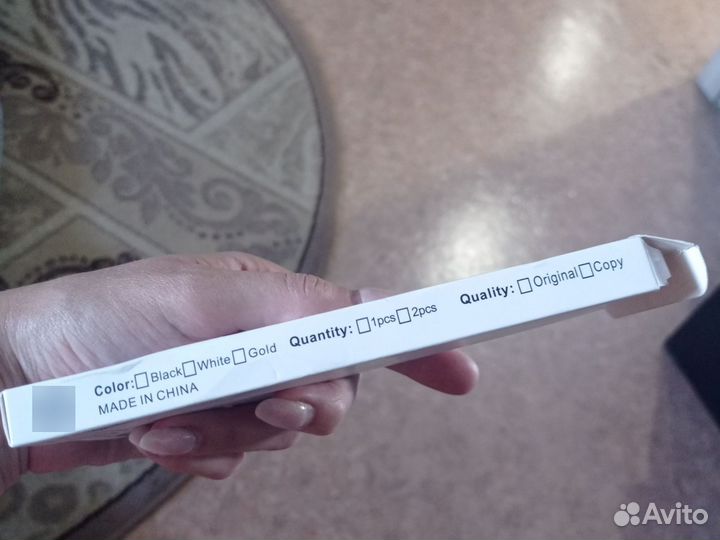 Color: □Black□White□Gold Quantity: □1pcs□2pcs Quality: □Original□Copy
MADE IN CHINA
Avito